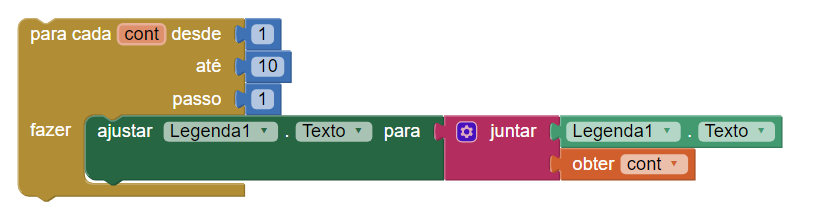 para cada cont desde 1
até 10
passo 1
fazer ajustar Legenda1 . Texto para juntar Legenda1 . Texto
obter cont